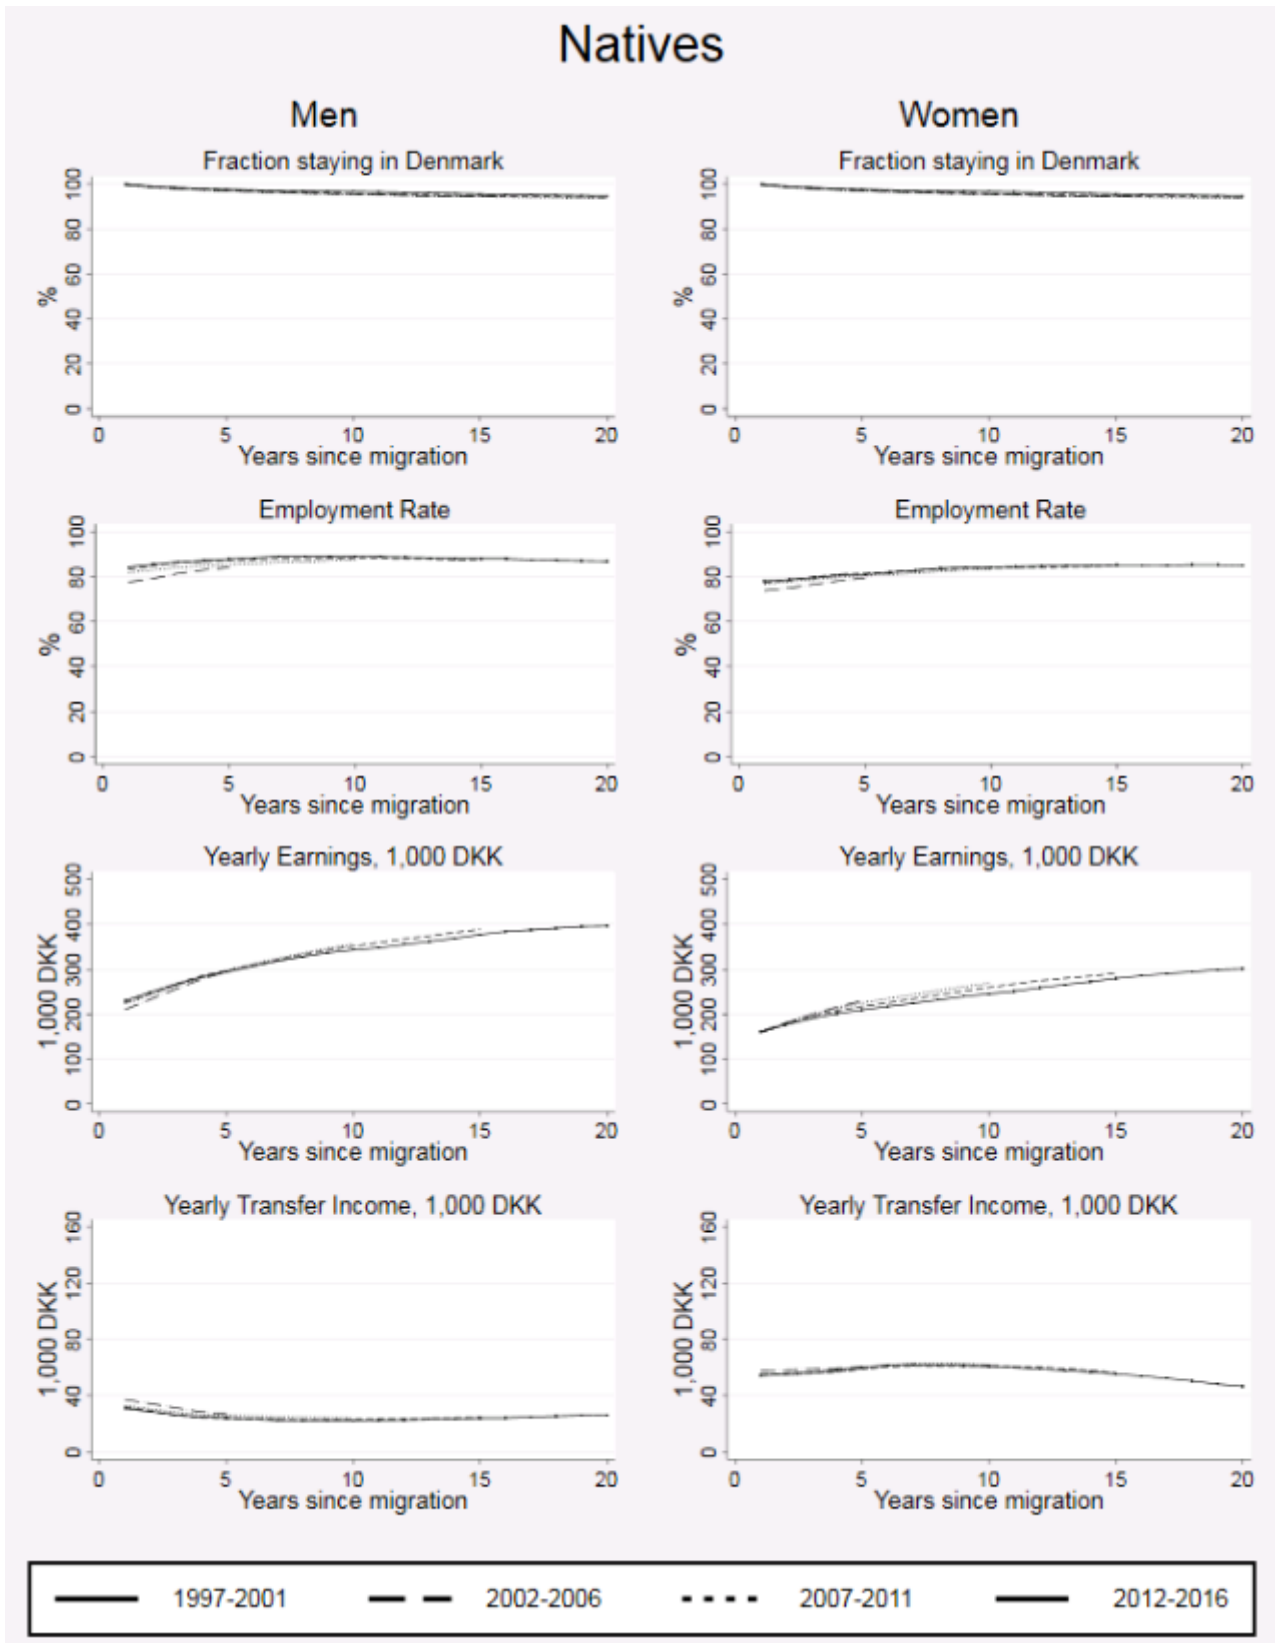 Natives
Men
Women
Fraction staying in Denmark
Fraction staying in Denmark
100
80
60
40
20
0
%
0 5 10 15 20
Years since migration
100
80
60
40
20
0
%
0 5 10 15 20
Years since migration
Employment Rate
Employment Rate
100
80
60
40
20
0
%
0 5 10 15 20
Years since migration
100
80
60
40
20
0
%
0 5 10 15 20
Years since migration
Yearly Earnings, 1,000 DKK
Yearly Earnings, 1,000 DKK
500
400
300
200
100
0
1,000 DKK
0 5 10 15 20
Years since migration
500
400
300
200
100
0
1,000 DKK
0 5 10 15 20
Years since migration
Yearly Transfer Income, 1,000 DKK
Yearly Transfer Income, 1,000 DKK
160
120
80
40
0
1,000 DKK
0 5 10 15 20
Years since migration
160
120
80
40
0
1,000 DKK
0 5 10 15 20
Years since migration
1997-2001 2002-2006 2007-2011 2012-2016